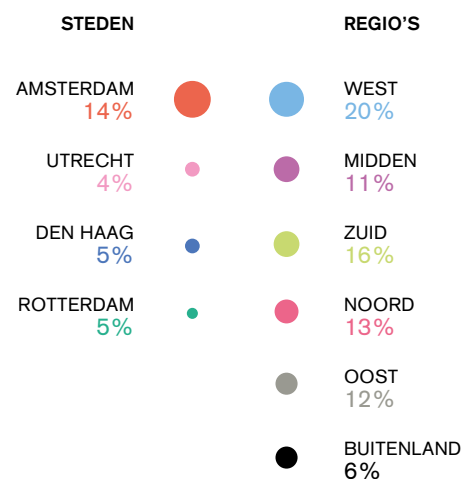 STEDEN
AMSTERDAM
14%
UTRECHT
4%
DEN HAAG
5%
ROTTERDAM
5%
REGIO'S
WEST
20%
MIDDEN
11%
ZUID
16%
NOORD
13%
OOST
12%
BUITENLAND
6%